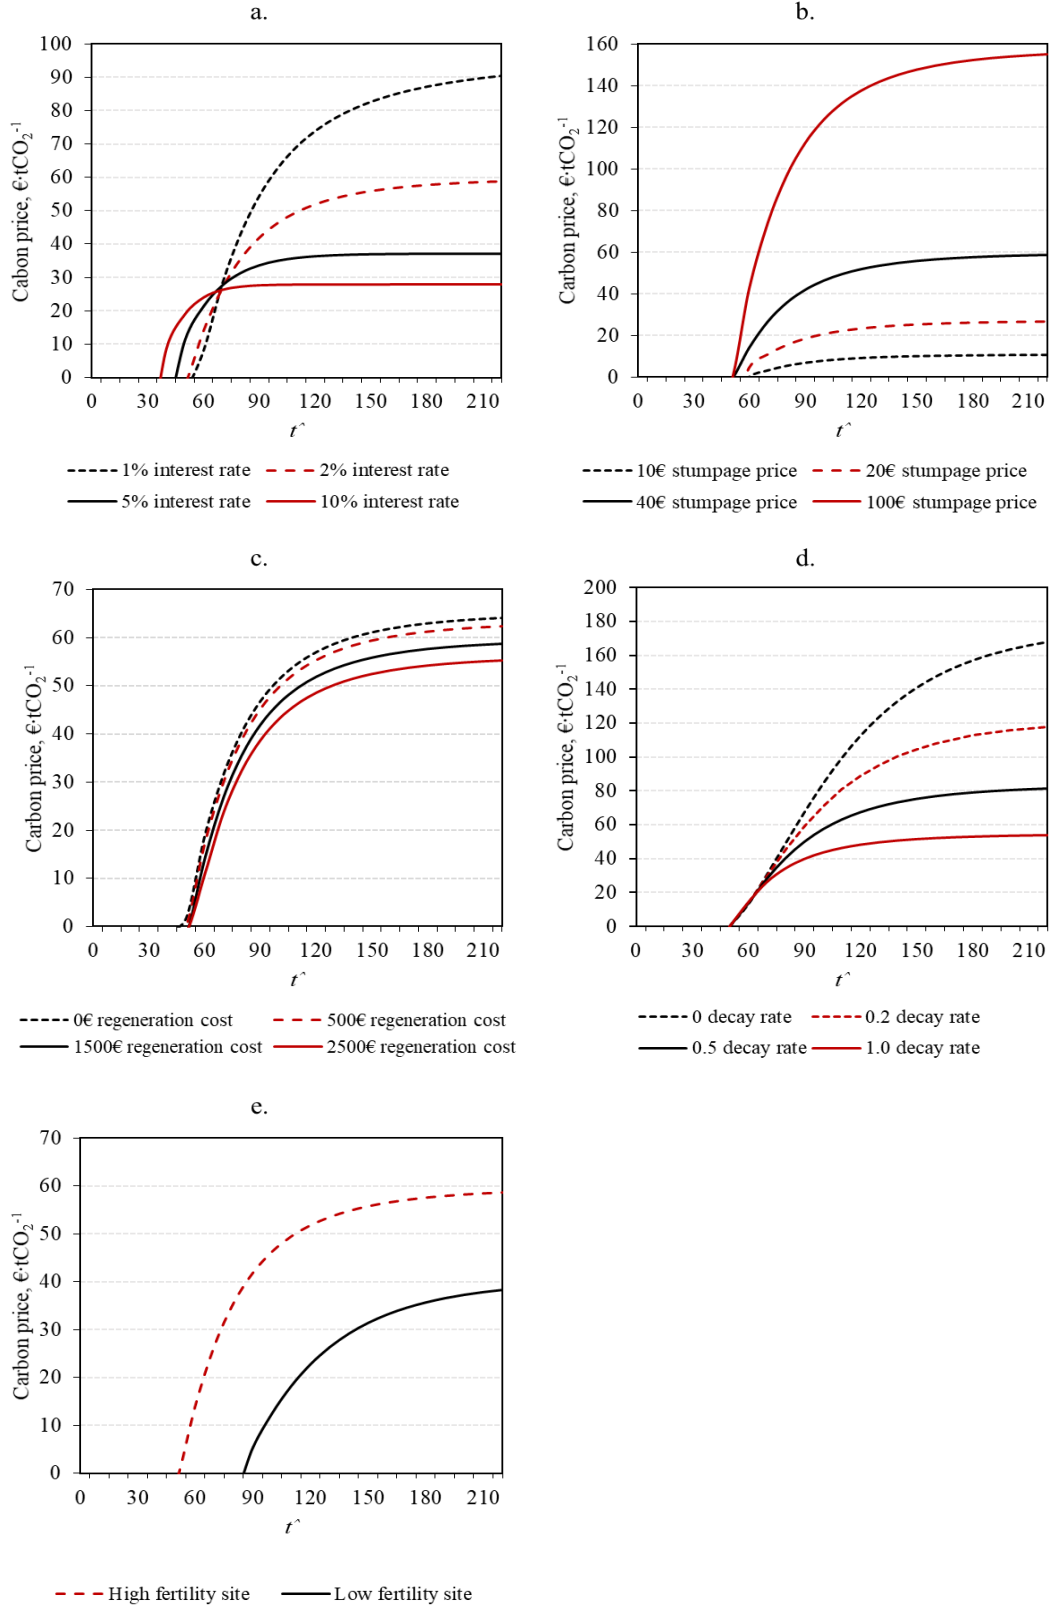 a.
Cabon price, €·tCO₂⁻¹
100
90
80
70
60
50
40
30
20
10
0
0 30 60 90 120 150 180 210
t^
1% interest rate 2% interest rate
5% interest rate 10% interest rate
b.
Carbon price, €·tCO₂⁻¹
160
140
120
100
80
60
40
20
0
0 30 60 90 120 150 180 210
t^
10€ stumpage price 20€ stumpage price
40€ stumpage price 100€ stumpage price
c.
Carbon price, €·tCO₂⁻¹
70
60
50
40
30
20
10
0
0 30 60 90 120 150 180 210
t^
0€ regeneration cost 500€ regeneration cost
1500€ regeneration cost 2500€ regeneration cost
d.
Carbon price, €·tCO₂⁻¹
200
180
160
140
120
100
80
60
40
20
0
0 30 60 90 120 150 180 210
t^
0 decay rate 0.2 decay rate
0.5 decay rate 1.0 decay rate
e.
Carbon price, €·tCO₂⁻¹
70
60
50
40
30
20
10
0
0 30 60 90 120 150 180 210
t^
High fertility site Low fertility site